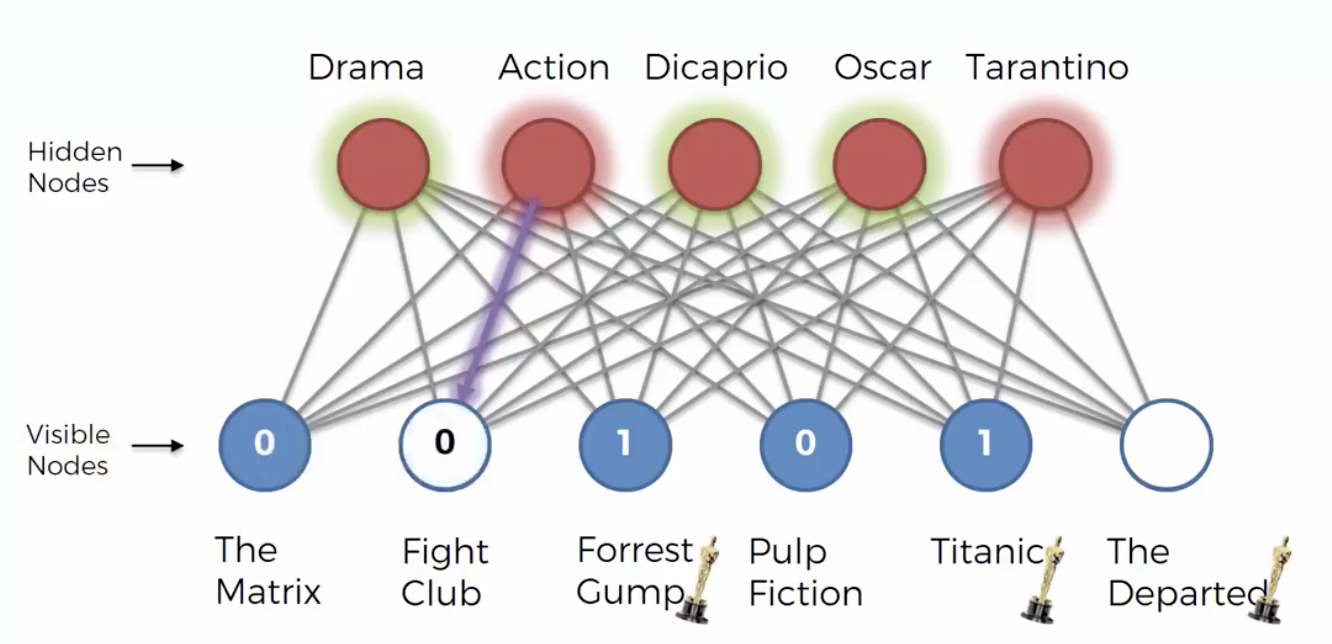 Drama Action Dicaprio Oscar Tarantino
Hidden
Nodes
0 0 1 0 1
Visible
Nodes
The
Matrix
Fight
Club
Forrest
Gump
Pulp
Fiction
Titanic
The
Departed